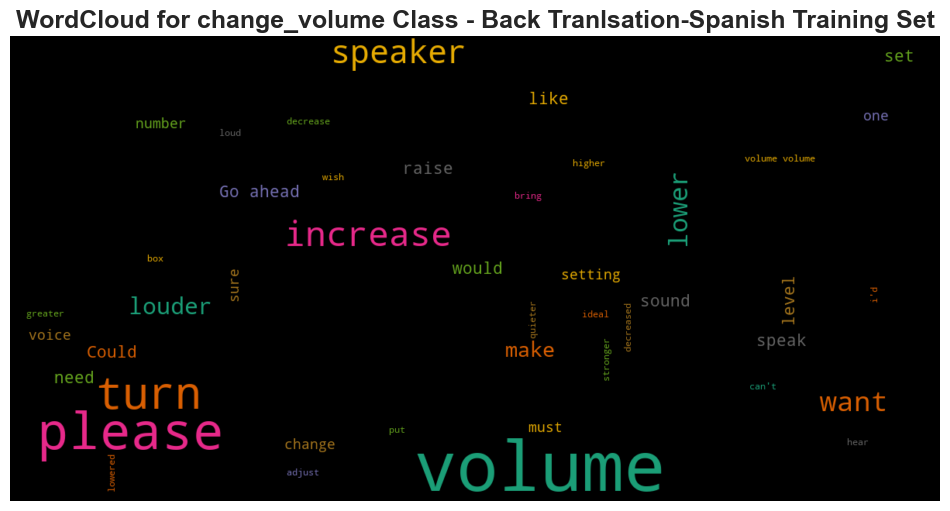 WordCloud for change_volume Class - Back Tranlsation-Spanish Training Set
speaker
set
like
number
loud
decrease
one
higher
volume volume
raise
wish
Go ahead
bring
lower
increase
box
sure
would
setting
level
i'd
louder
sound
greater
voice
quieter
ideal
decreased
Could
make
speak
stronger
need
turn
can't
want
please
put
must
change
hear
lowered
adjust
volume